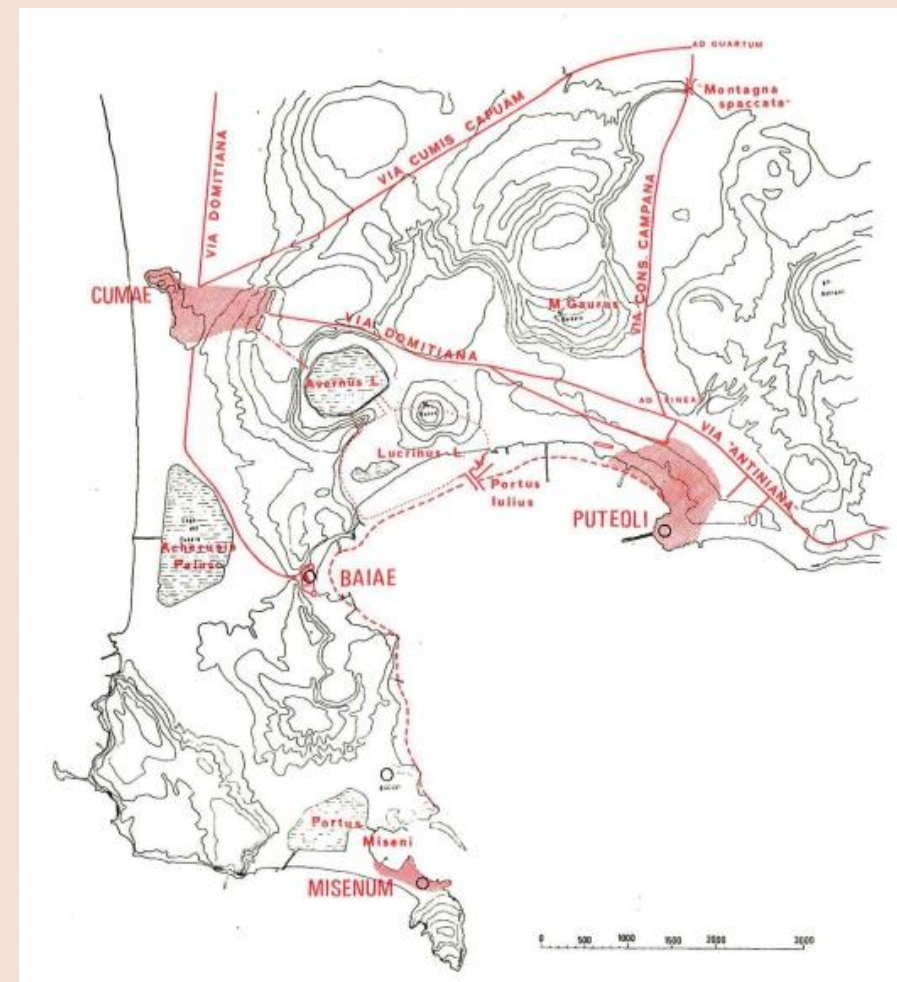 AD QUARTUM
"Montagna
spaccata"
VIA DOMITIANA
VIA CUMIS CAPUAM
VIA CONS. CAMPANA
CUMAE
M.Gaurus
VIA DOMITIANA
Avernus L.
AD
VIA "ANTINIANA"
Lucrinus L.
Portus
Iulius
PUTEOLI
Acherusia
Palus
BAIAE
Portus
Miseni
MISENUM
0 500 1000 1500 2000 3000